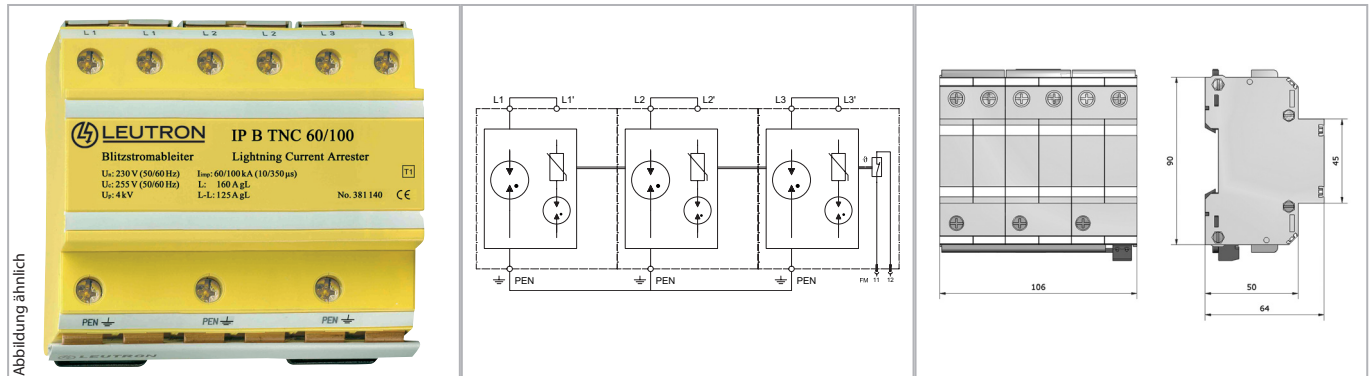 L1 L1 L2 L2 L3 L3
LEUTRON
IP B TNC 60/100
Blitzstromableiter
Lightning Current Arrester
Un: 230 V (50/60 Hz)
Uc: 255 V (50/60 Hz)
Up: 4 kV
Iimp: 60/100 kA (10/350 µs)
L: 160 A gL
L-L: 125 A gL
T1
No. 381 140 CE
PEN PEN PEN
LEUTRON
Abbildung ähnlich
L1 L1' L2 L2' L3 L3'
ϑ
PEN PEN PEN
FM 11 12
90
45
106
50
64